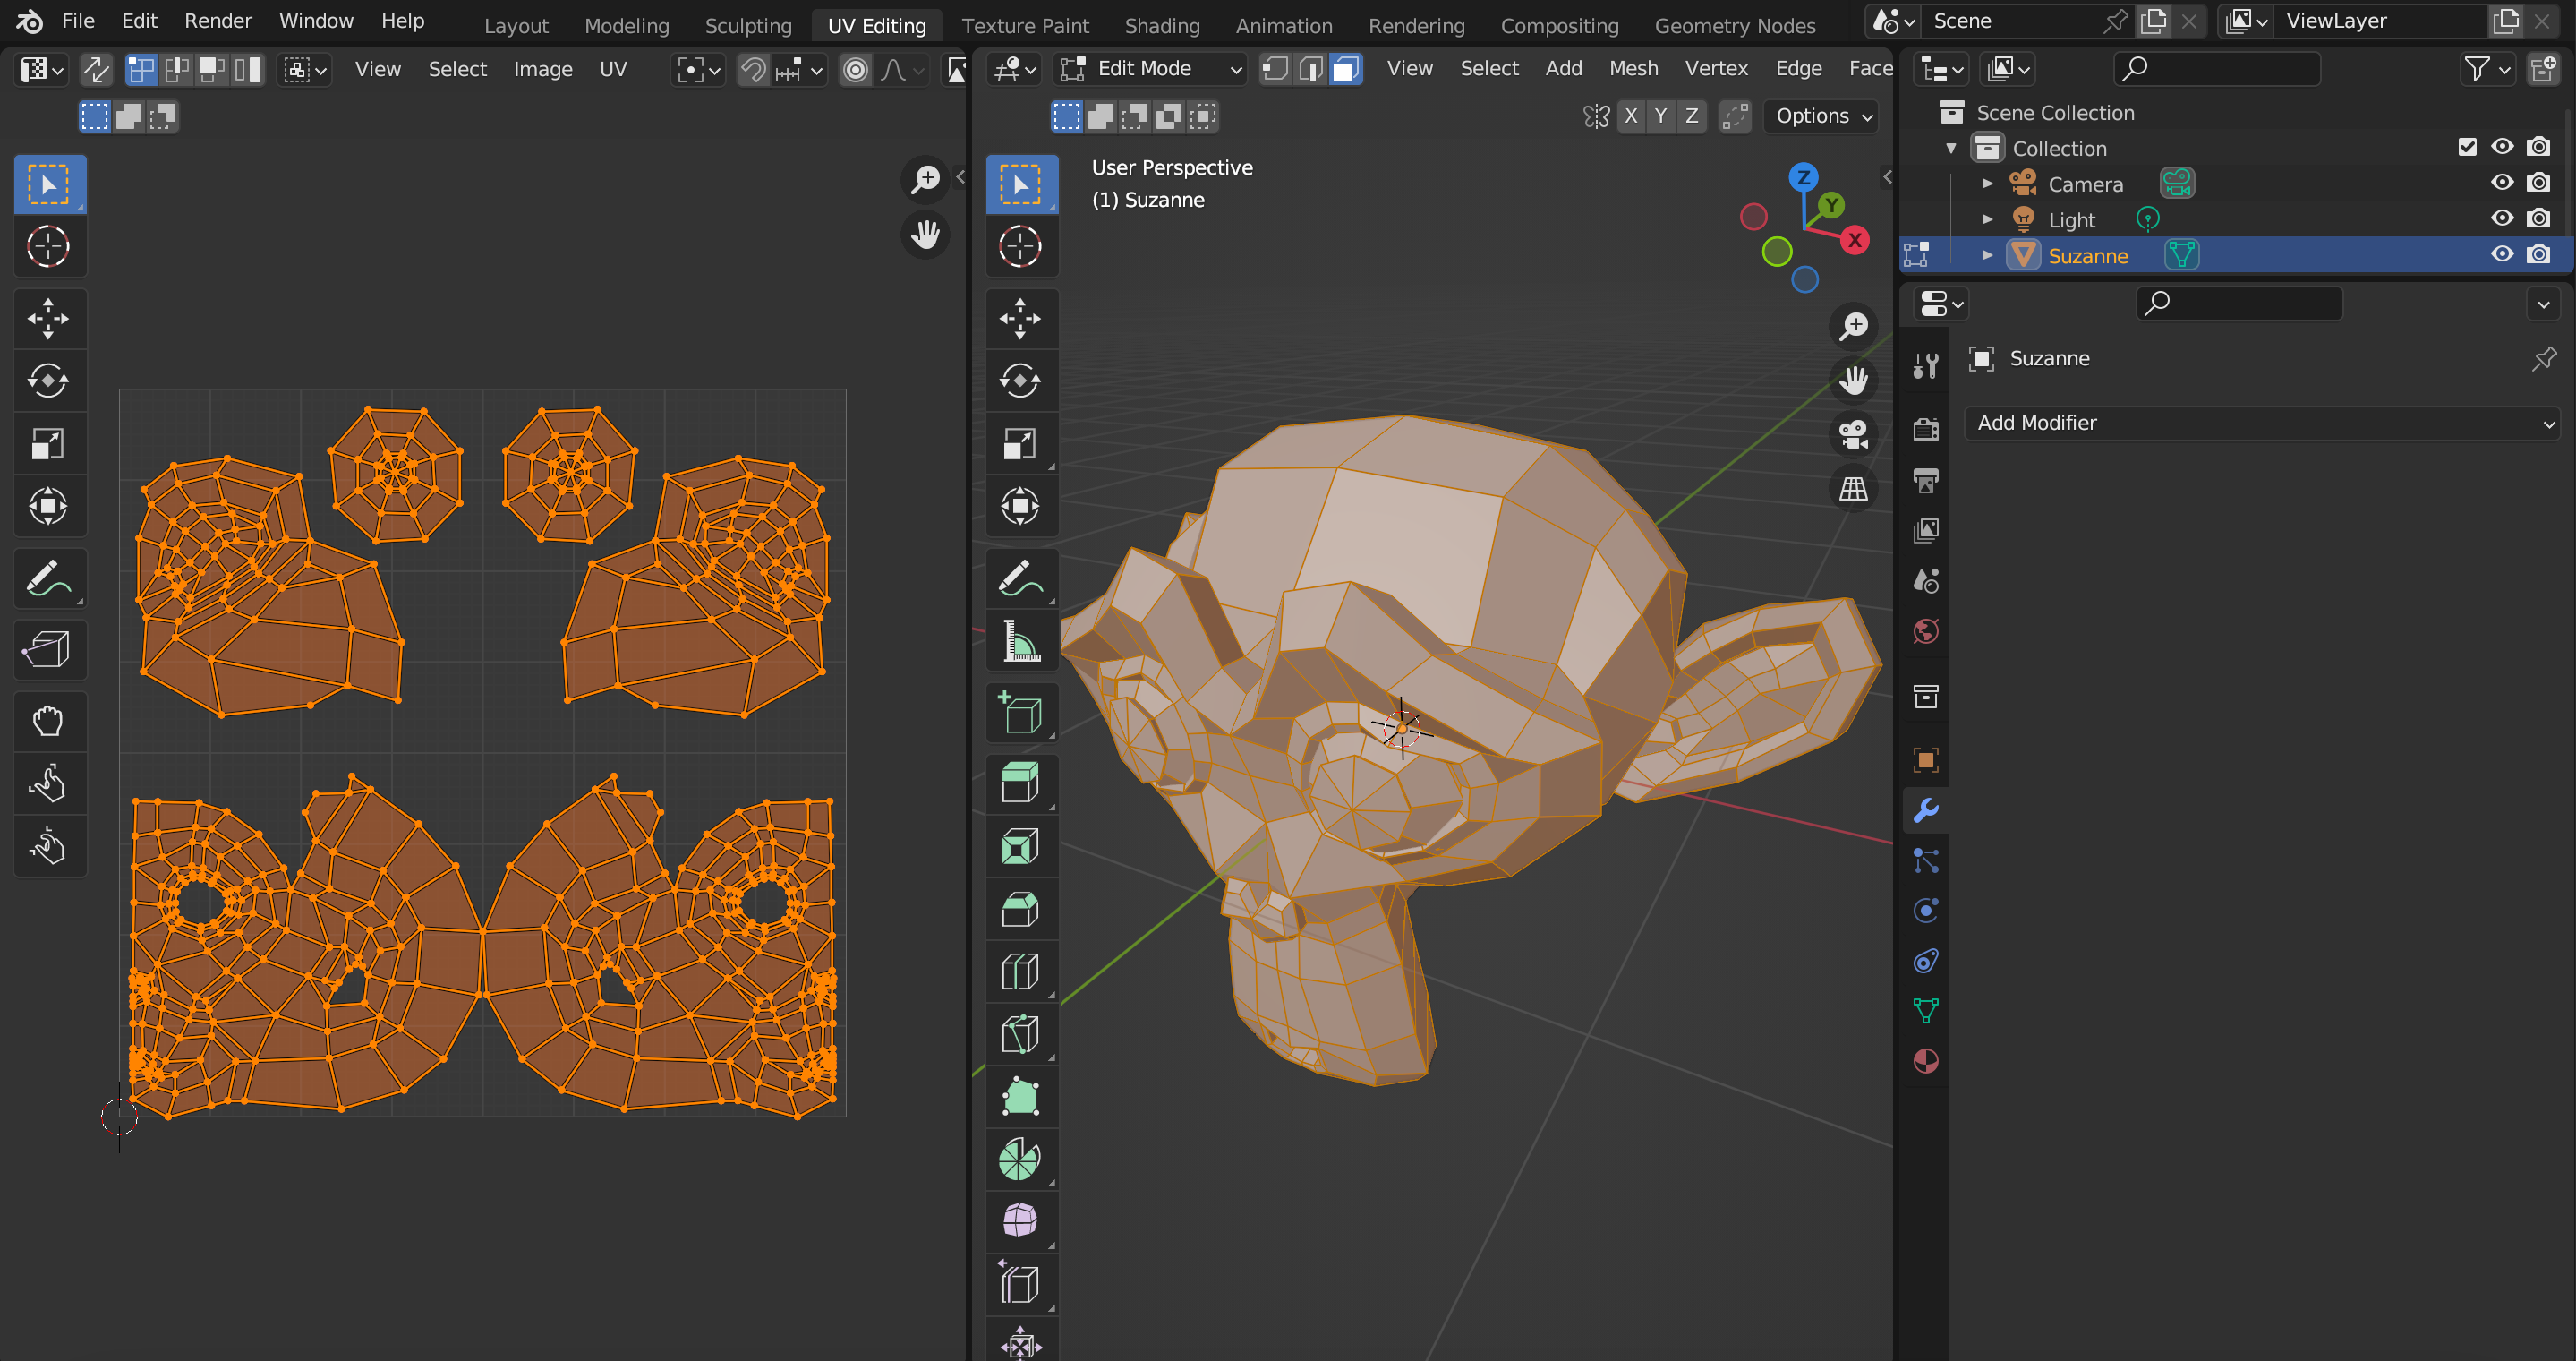 File Edit Render Window Help Layout Modeling Sculpting UV Editing Texture Paint Shading Animation Rendering Compositing Geometry Nodes Scene ViewLayer
View Select Image UV Edit Mode View Select Add Mesh Vertex Edge Face
X Y Z Options
Scene Collection
Collection
User Perspective
(1) Suzanne
Z
Y
X
Camera
Light
Suzanne
Suzanne
Add Modifier